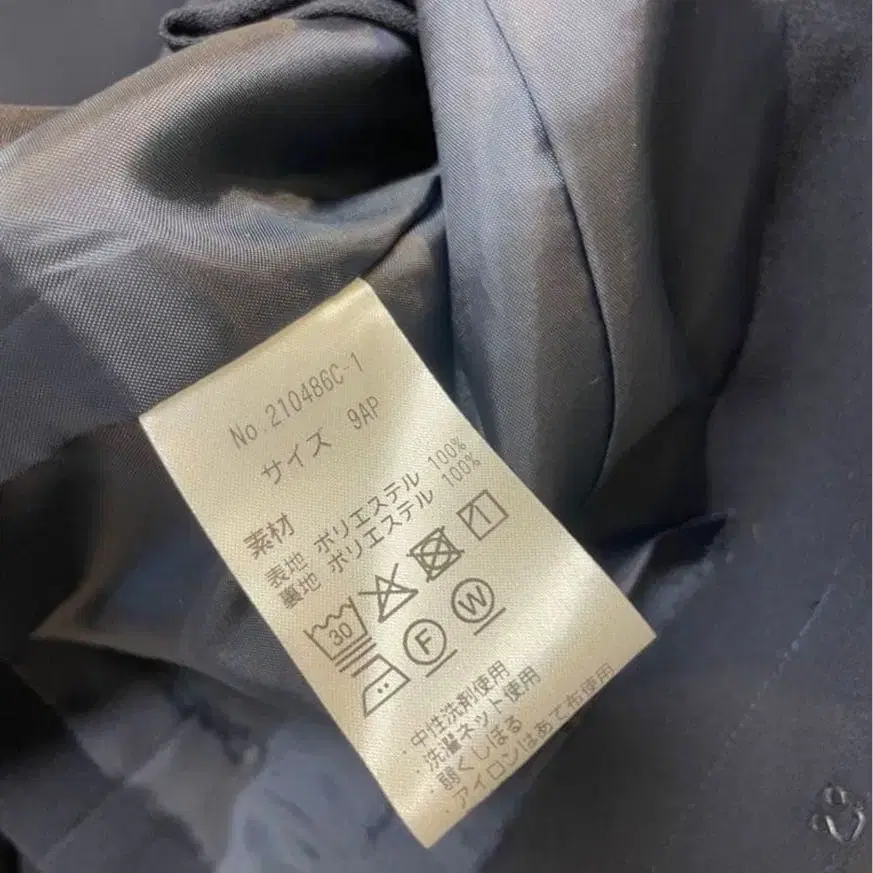 No 210486C-1
サイズ 9AP
素材
表地 ポリエステル 100%
裏地 ポリエステル 100%
30
F W
・中性洗剤使用
・洗濯ネット使用
・弱くしぼる
・アイロンはあて布使用